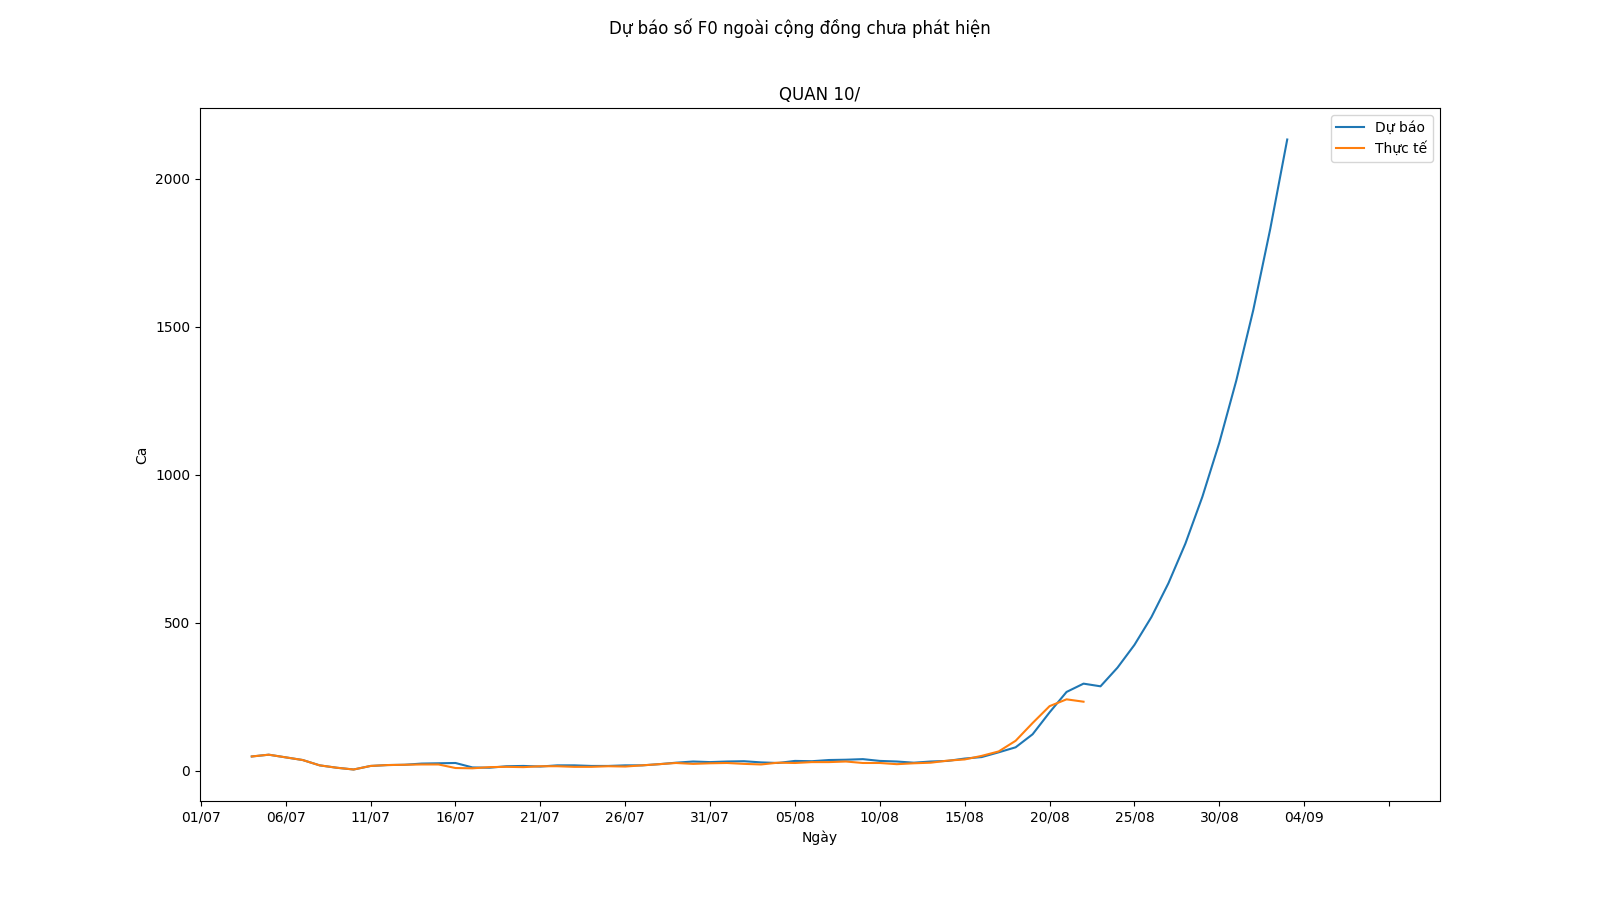 Dự báo số F0 ngoài cộng đồng chưa phát hiện
QUAN 10/
Dự báo
Thực tế
2000
1500
1000
500
0
Ca
01/07 06/07 11/07 16/07 21/07 26/07 31/07 05/08 10/08 15/08 20/08 25/08 30/08 04/09
Ngày